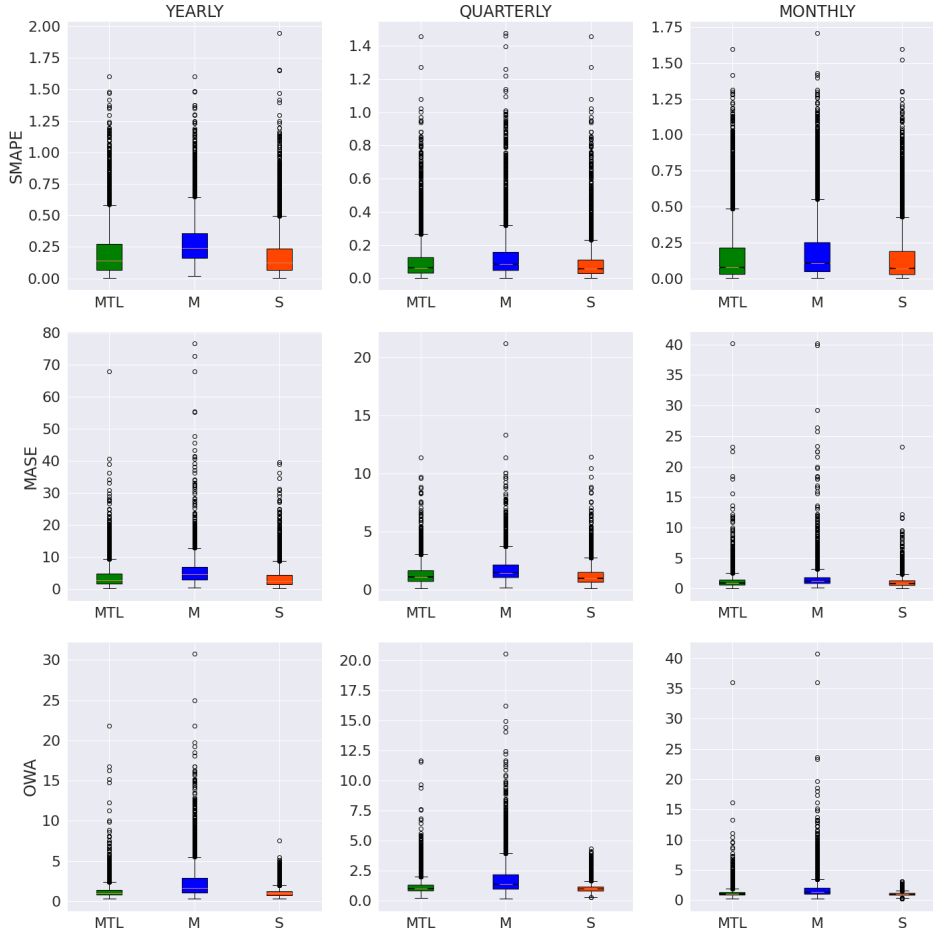 YEARLY QUARTERLY MONTHLY
SMAPE
2.00 1.75 1.50 1.25 1.00 0.75 0.50 0.25 0.00
MTL M S
1.4 1.2 1.0 0.8 0.6 0.4 0.2 0.0
MTL M S
1.75 1.50 1.25 1.00 0.75 0.50 0.25 0.00
MTL M S
MASE
80 70 60 50 40 30 20 10 0
MTL M S
20 15 10 5 0
MTL M S
40 35 30 25 20 15 10 5 0
MTL M S
OWA
30 25 20 15 10 5 0
MTL M S
20.0 17.5 15.0 12.5 10.0 7.5 5.0 2.5 0.0
MTL M S
40 35 30 25 20 15 10 5 0
MTL M S